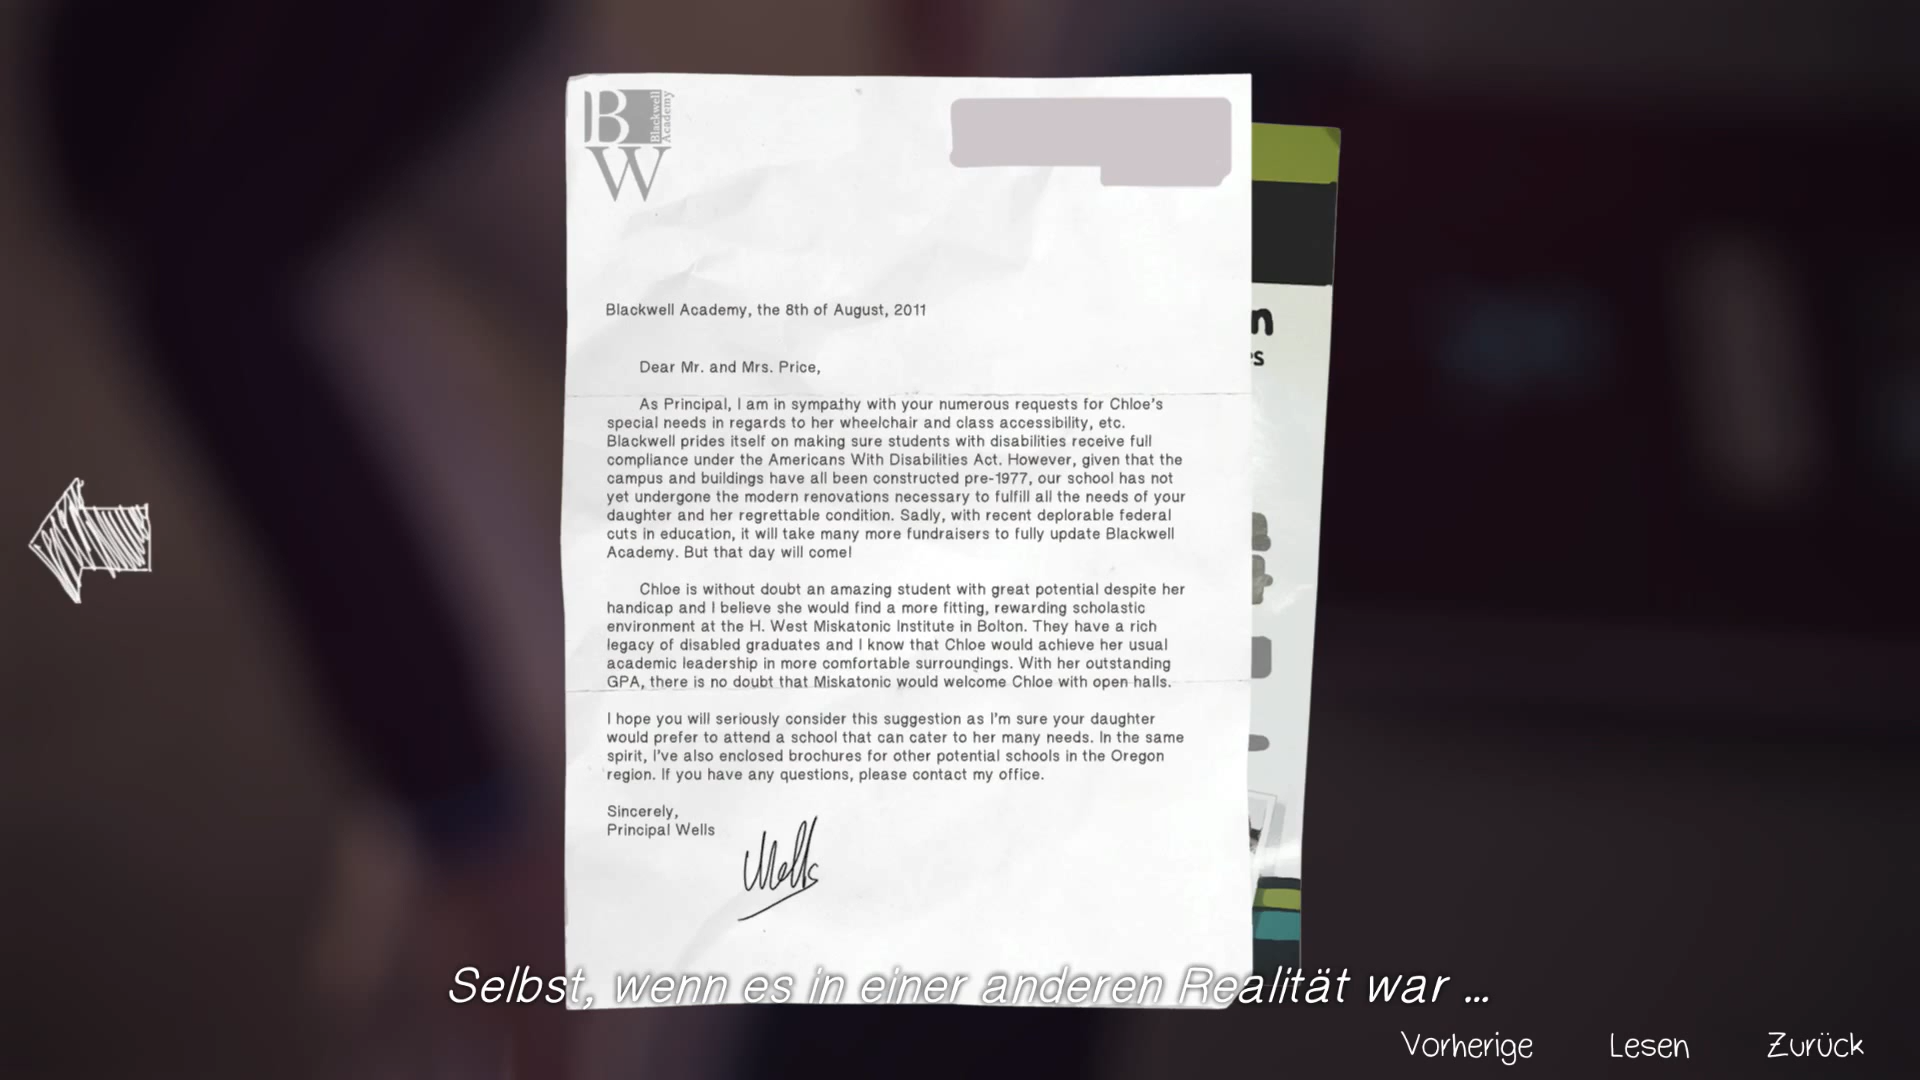 BW
Blackwell
Academy
Blackwell Academy, the 8th of August, 2011
Dear Mr. and Mrs. Price,
As Principal, I am in sympathy with your numerous requests for Chloe's
special needs in regards to her wheelchair and class accessibility, etc.
Blackwell prides itself on making sure students with disabilities receive full
compliance under the Americans With Disabilities Act. However, given that the
campus and buildings have all been constructed pre-1977, our school has not
yet undergone the modern renovations necessary to fulfill all the needs of your
daughter and her regrettable condition. Sadly, with recent deplorable federal
cuts in education, it will take many more fundraisers to fully update Blackwell
Academy. But that day will come!
Chloe is without doubt an amazing student with great potential despite her
handicap and I believe she would find a more fitting, rewarding scholastic
environment at the H. West Miskatonic Institute in Bolton. They have a rich
legacy of disabled graduates and I know that Chloe would achieve her usual
academic leadership in more comfortable surroundings. With her outstanding
GPA, there is no doubt that Miskatonic would welcome Chloe with open halls.
I hope you will seriously consider this suggestion as I'm sure your daughter
would prefer to attend a school that can cater to her many needs. In the same
spirit, I've also enclosed brochures for other potential schools in the Oregon
region. If you have any questions, please contact my office.
Sincerely,
Principal Wells
Wells
Selbst, wenn es in einer anderen Realität war ...
Vorherige Lesen Zurück